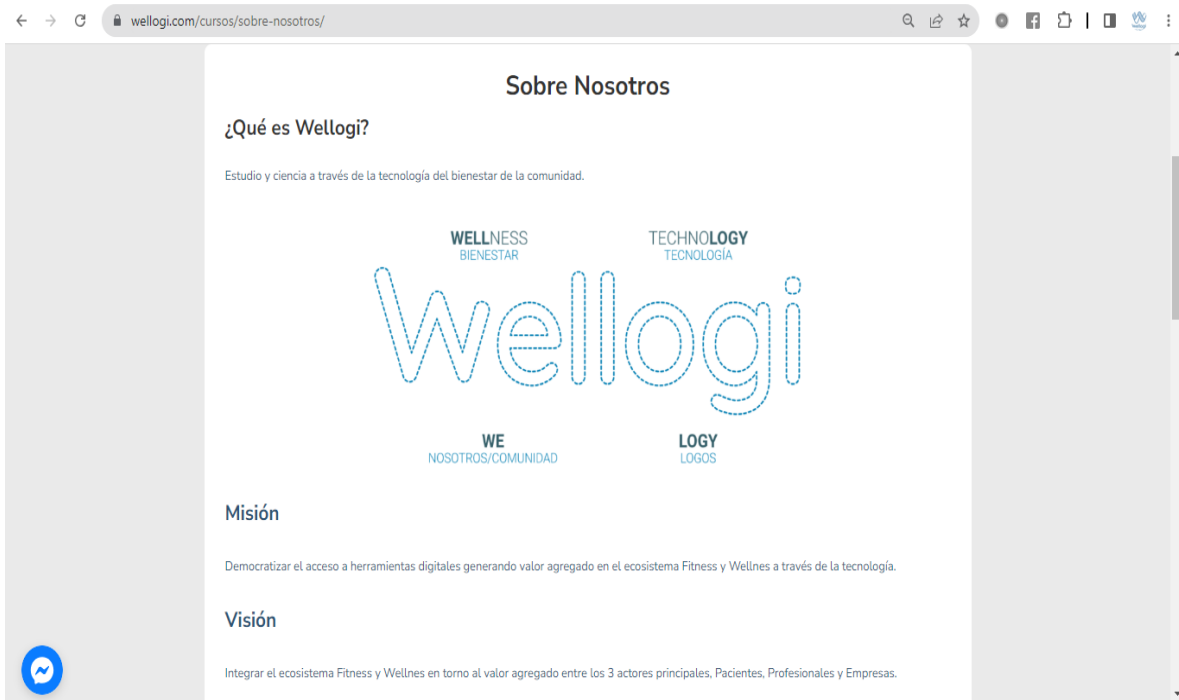 wellogi.com/cursos/sobre-nosotros/
Sobre Nosotros
¿Qué es Wellogi?
Estudio y ciencia a través de la tecnología del bienestar de la comunidad.
WELLNESS TECHNOLOGY
BIENESTAR TECNOLOGÍA
wellogi
WE LOGY
NOSOTROS/COMUNIDAD LOGOS
Misión
Democratizar el acceso a herramientas digitales generando valor agregado en el ecosistema Fitness y Wellnes a través de la tecnología.
Visión
Integrar el ecosistema Fitness y Wellnes en torno al valor agregado entre los 3 actores principales, Pacientes, Profesionales y Empresas.